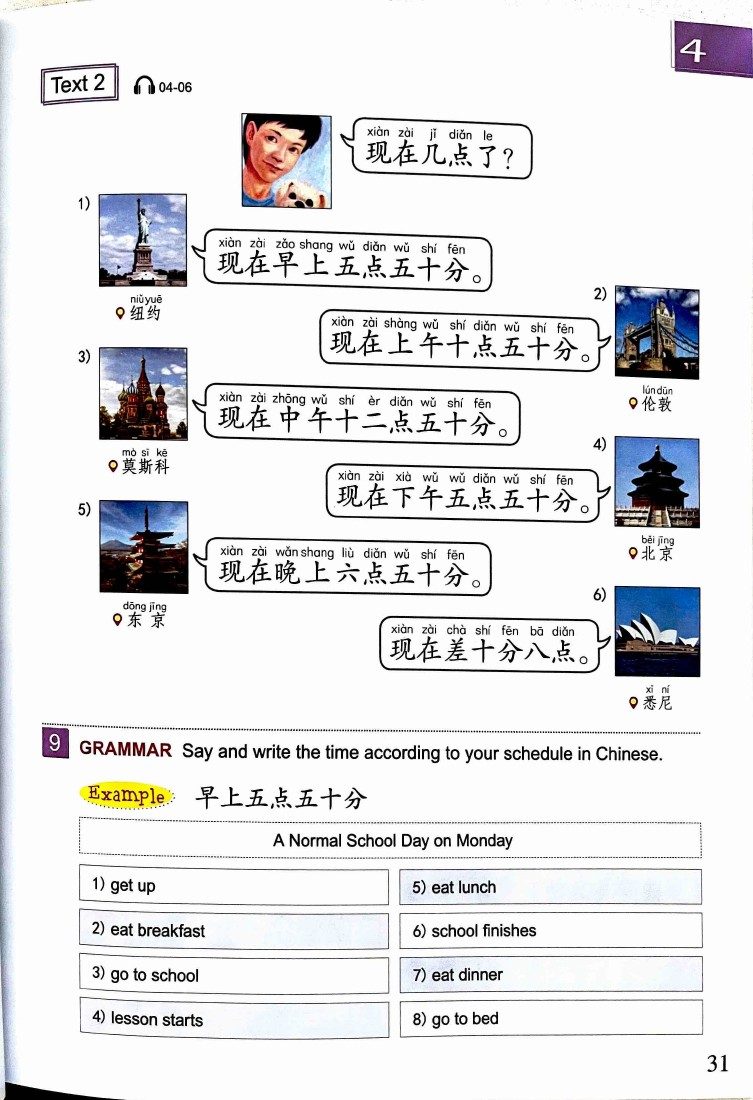 4
Text 2
04-06
xiàn zài jǐ diǎn le
现在几点了?
1)
xiàn zài zǎo shang wǔ diǎn wǔ shí fēn
现在早上五点五十分。
niǔyuē
纽约
2)
xiàn zài shàng wǔ shí diǎn wǔ shí fēn
现在上午十点五十分。
lúndūn
伦敦
3)
xiàn zài zhōng wǔ shí èr diǎn wǔ shí fēn
现在中午十二点五十分。
mò sī kē
莫斯科
4)
xiàn zài xià wǔ wǔ diǎn wǔ shí fēn
现在下午五点五十分。
běi jīng
北京
5)
xiàn zài wǎn shang liù diǎn wǔ shí fēn
现在晚上六点五十分。
dōng jīng
东京
6)
xiàn zài chà shí fēn bā diǎn
现在差十分八点。
xī ní
悉尼
9 GRAMMAR Say and write the time according to your schedule in Chinese.
Example 早上五点五十分
A Normal School Day on Monday
1) get up
2) eat breakfast
3) go to school
4) lesson starts
5) eat lunch
6) school finishes
7) eat dinner
8) go to bed
31